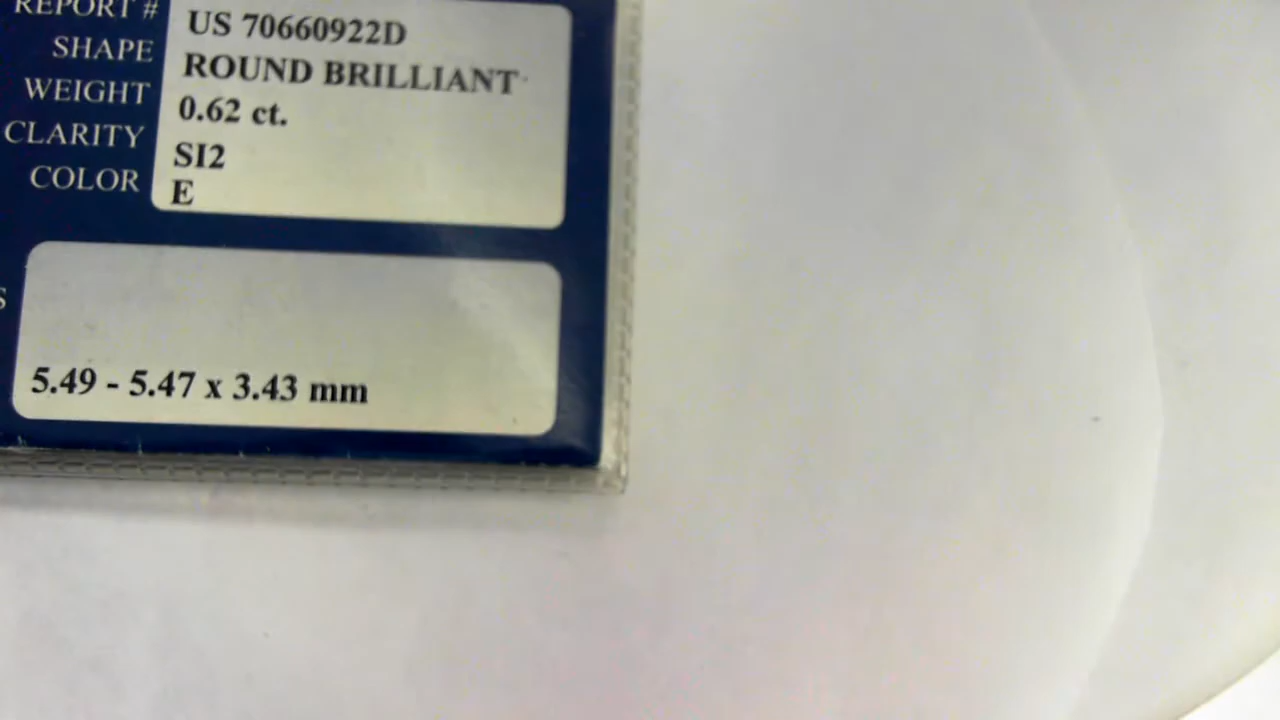 REPORT # US 70660922D
SHAPE ROUND BRILLIANT
WEIGHT 0.62 ct.
CLARITY SI2
COLOR E
S
5.49 - 5.47 x 3.43 mm